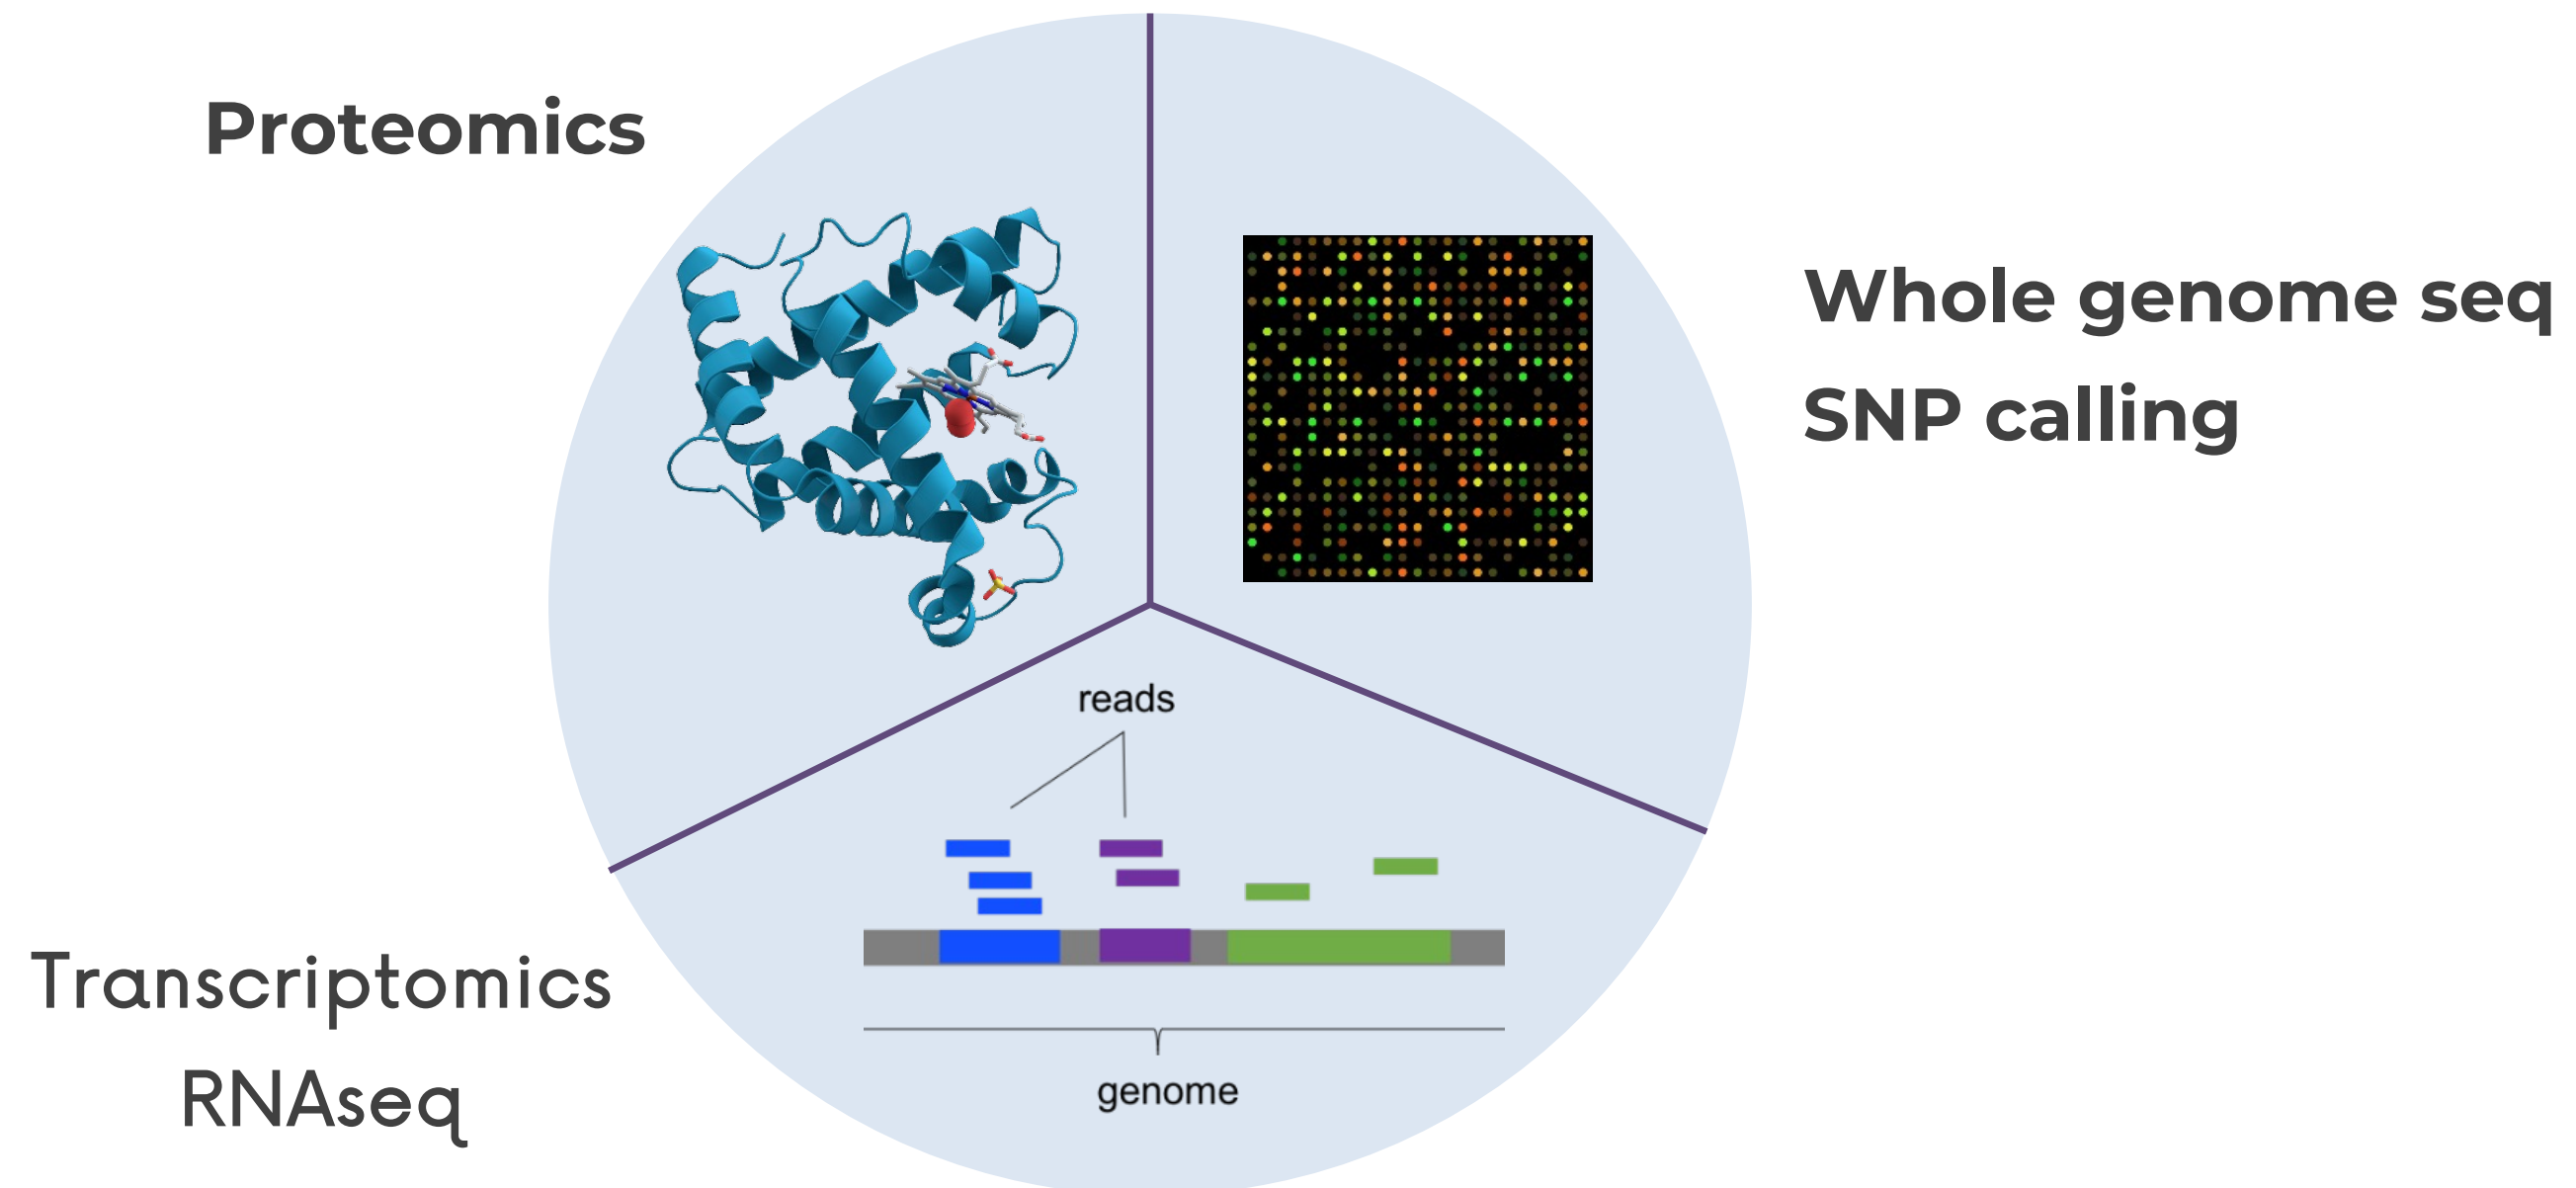 Proteomics
Whole genome seq
SNP calling
reads
genome
Transcriptomics
RNAseq